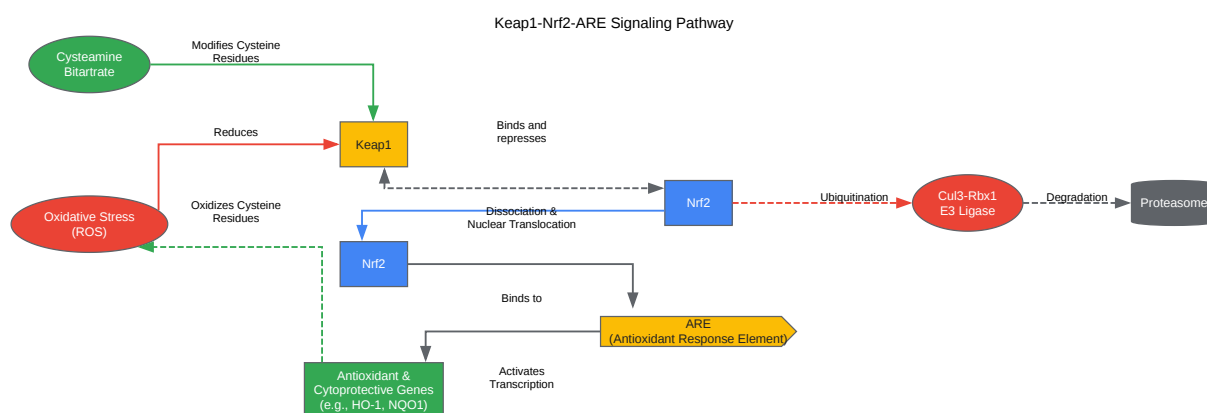 Keap1-Nrf2-ARE Signaling Pathway
Cysteamine
Bitartrate
Modifies Cysteine
Residues
Reduces
Keap1
Binds and
represses
Oxidative Stress
(ROS)
Oxidizes Cysteine
Residues
Nrf2
Ubiquitination
Cul3-Rbx1
E3 Ligase
Degradation
Proteasome
Dissociation &
Nuclear Translocation
Nrf2
Binds to
ARE
(Antioxidant Response Element)
Activates
Transcription
Antioxidant &
Cytoprotective Genes
(e.g., HO-1, NQO1)